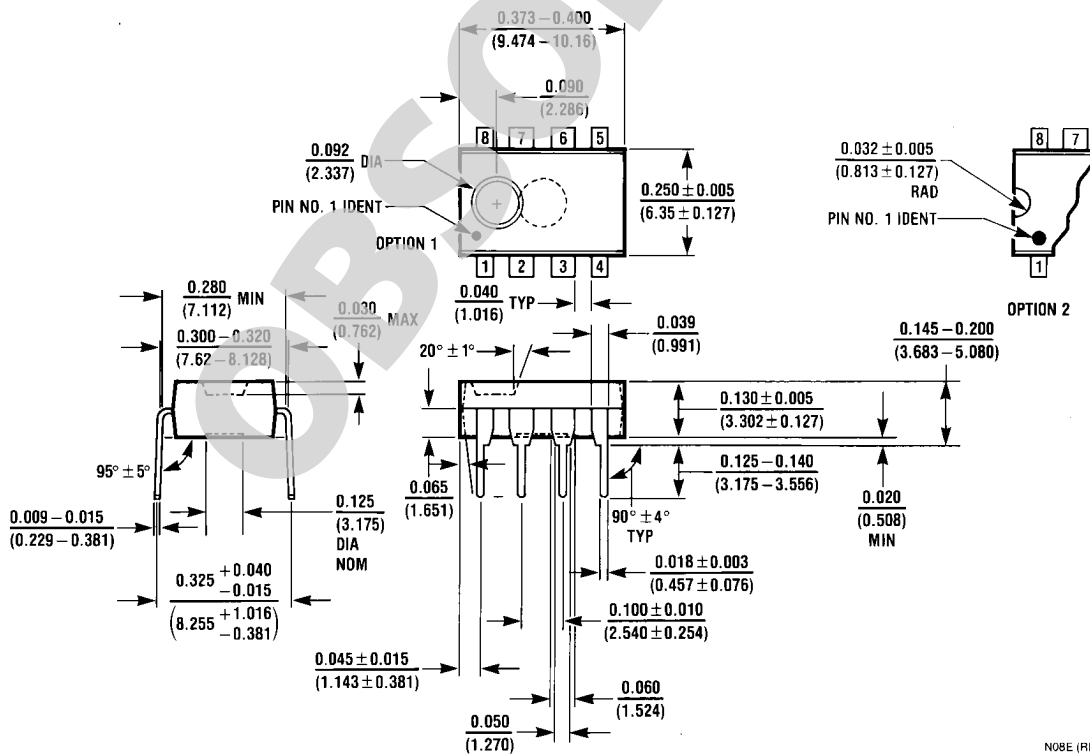 OBSO
0.373 – 0.400
(9.474 – 10.16)
0.090
(2.286)
8 7 6 5
0.092 DIA
(2.337)
PIN NO. 1 IDENT
OPTION 1
+
0.250 ± 0.005
(6.35 ± 0.127)
1 2 3 4
0.032 ± 0.005
(0.813 ± 0.127)
RAD
PIN NO. 1 IDENT
8 7
1
OPTION 2
0.280 MIN
(7.112)
0.300 – 0.320
(7.62 – 8.128)
0.030 MAX
(0.762)
0.040 TYP
(1.016)
0.039
(0.991)
20° ± 1°
0.145 – 0.200
(3.683 – 5.080)
0.130 ± 0.005
(3.302 ± 0.127)
0.125 – 0.140
(3.175 – 3.556)
0.020
(0.508)
MIN
95° ± 5°
0.009 – 0.015
(0.229 – 0.381)
0.125
(3.175)
DIA
NOM
0.065
(1.651)
90° ± 4°
TYP
0.018 ± 0.003
(0.457 ± 0.076)
0.325 +0.040
–0.015
(8.255 +1.016
–0.381)
0.100 ± 0.010
(2.540 ± 0.254)
0.045 ± 0.015
(1.143 ± 0.381)
0.060
(1.524)
0.050
(1.270)
N08E